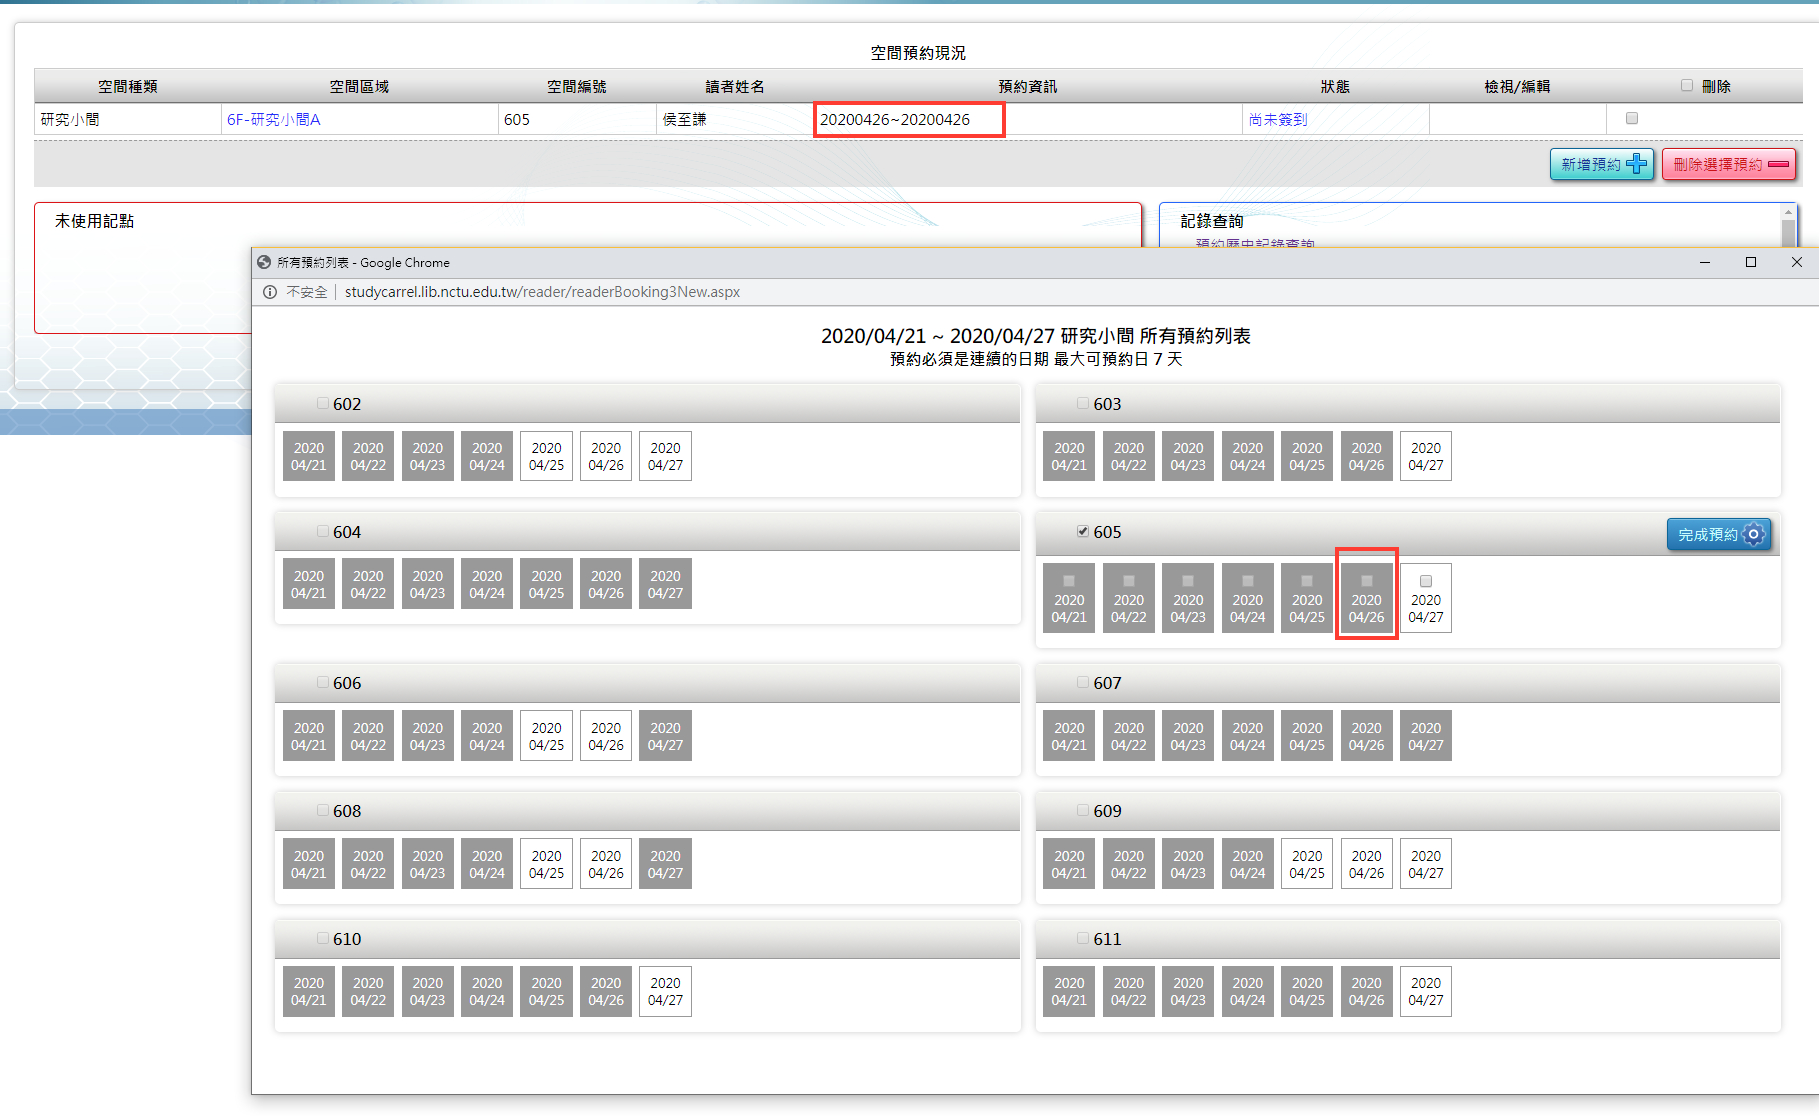 空間預約現況
空間種類 空間區域 空間編號 讀者姓名 預約資訊 狀態 檢視/編輯 刪除
研究小間 6F-研究小間A 605 侯至謙 20200426~20200426 尚未簽到
新增預約 刪除選擇預約
未使用記點 記錄查詢
預約歷史記錄查詢
所有預約列表 - Google Chrome
不安全 studycarrel.lib.nctu.edu.tw/reader/readerBooking3New.aspx
2020/04/21 ~ 2020/04/27 研究小間 所有預約列表
預約必須是連續的日期 最大可預約日 7 天
602
2020 2020 2020 2020 2020 2020 2020
04/21 04/22 04/23 04/24 04/25 04/26 04/27
603
2020 2020 2020 2020 2020 2020 2020
04/21 04/22 04/23 04/24 04/25 04/26 04/27
604
2020 2020 2020 2020 2020 2020 2020
04/21 04/22 04/23 04/24 04/25 04/26 04/27
605 完成預約
2020 2020 2020 2020 2020 2020 2020
04/21 04/22 04/23 04/24 04/25 04/26 04/27
606
2020 2020 2020 2020 2020 2020 2020
04/21 04/22 04/23 04/24 04/25 04/26 04/27
607
2020 2020 2020 2020 2020 2020 2020
04/21 04/22 04/23 04/24 04/25 04/26 04/27
608
2020 2020 2020 2020 2020 2020 2020
04/21 04/22 04/23 04/24 04/25 04/26 04/27
609
2020 2020 2020 2020 2020 2020 2020
04/21 04/22 04/23 04/24 04/25 04/26 04/27
610
2020 2020 2020 2020 2020 2020 2020
04/21 04/22 04/23 04/24 04/25 04/26 04/27
611
2020 2020 2020 2020 2020 2020 2020
04/21 04/22 04/23 04/24 04/25 04/26 04/27